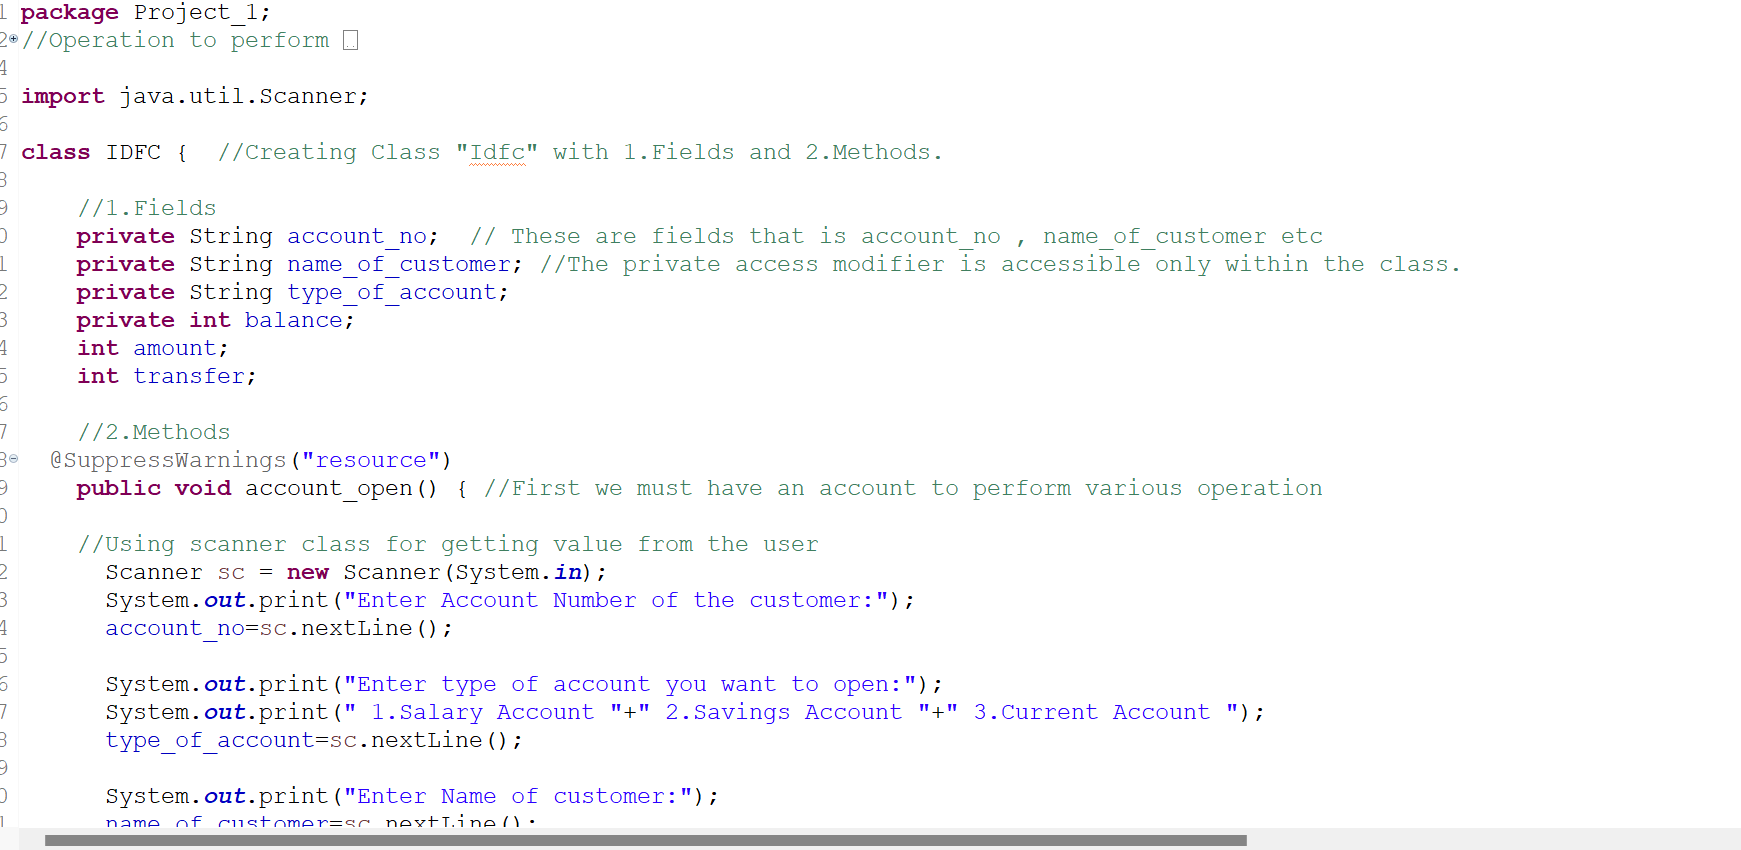 1 package Project_1;
2 //Operation to perform
4
5 import java.util.Scanner;
6
7 class IDFC {  //Creating Class "Idfc" with 1.Fields and 2.Methods.
8
9 //1.Fields
0 private String account_no;  // These are fields that is account_no , name_of_customer etc
1 private String name_of_customer; //The private access modifier is accessible only within the class.
2 private String type_of_account;
3 private int balance;
4 int amount;
5 int transfer;
6
7 //2.Methods
8 @SuppressWarnings("resource")
9 public void account_open() { //First we must have an account to perform various operation
0
1 //Using scanner class for getting value from the user
2 Scanner sc = new Scanner(System.in);
3 System.out.print("Enter Account Number of the customer:");
4 account_no=sc.nextLine();
5
6 System.out.print("Enter type of account you want to open:");
7 System.out.print(" 1.Salary Account "+" 2.Savings Account "+" 3.Current Account ");
8 type_of_account=sc.nextLine();
9
0 System.out.print("Enter Name of customer:");
1 name_of_customer=sc.nextLine();